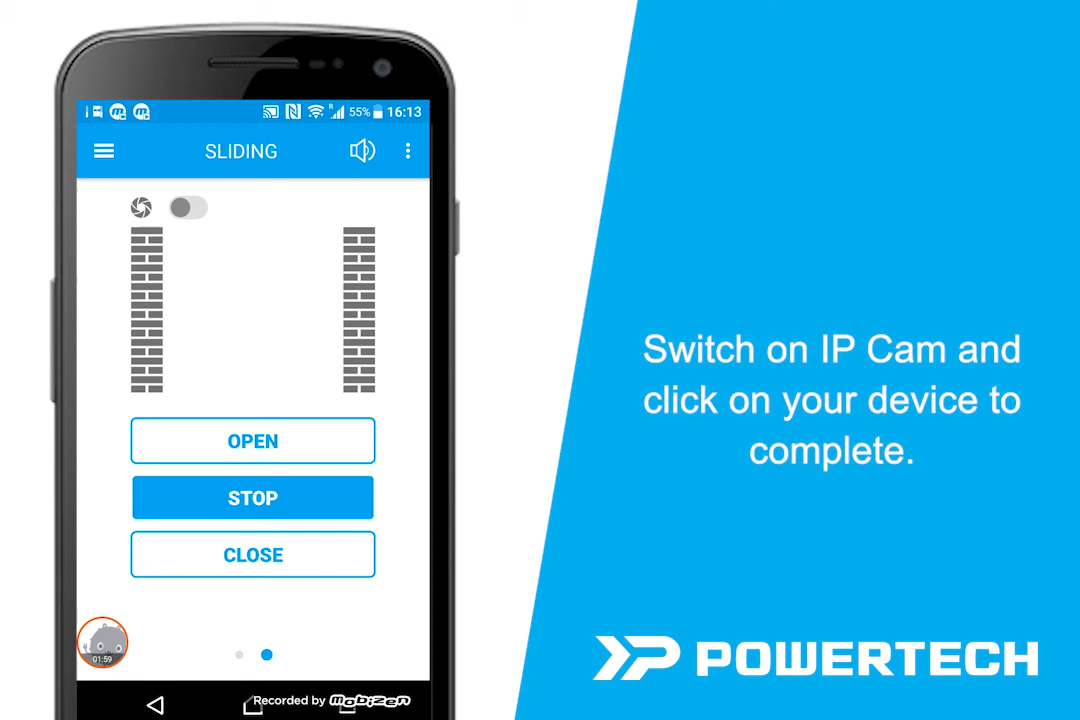 55% 16:13
SLIDING
OPEN
STOP
CLOSE
01:59
Recorded by Mobizen
Switch on IP Cam and
click on your device to
complete.
POWERTECH